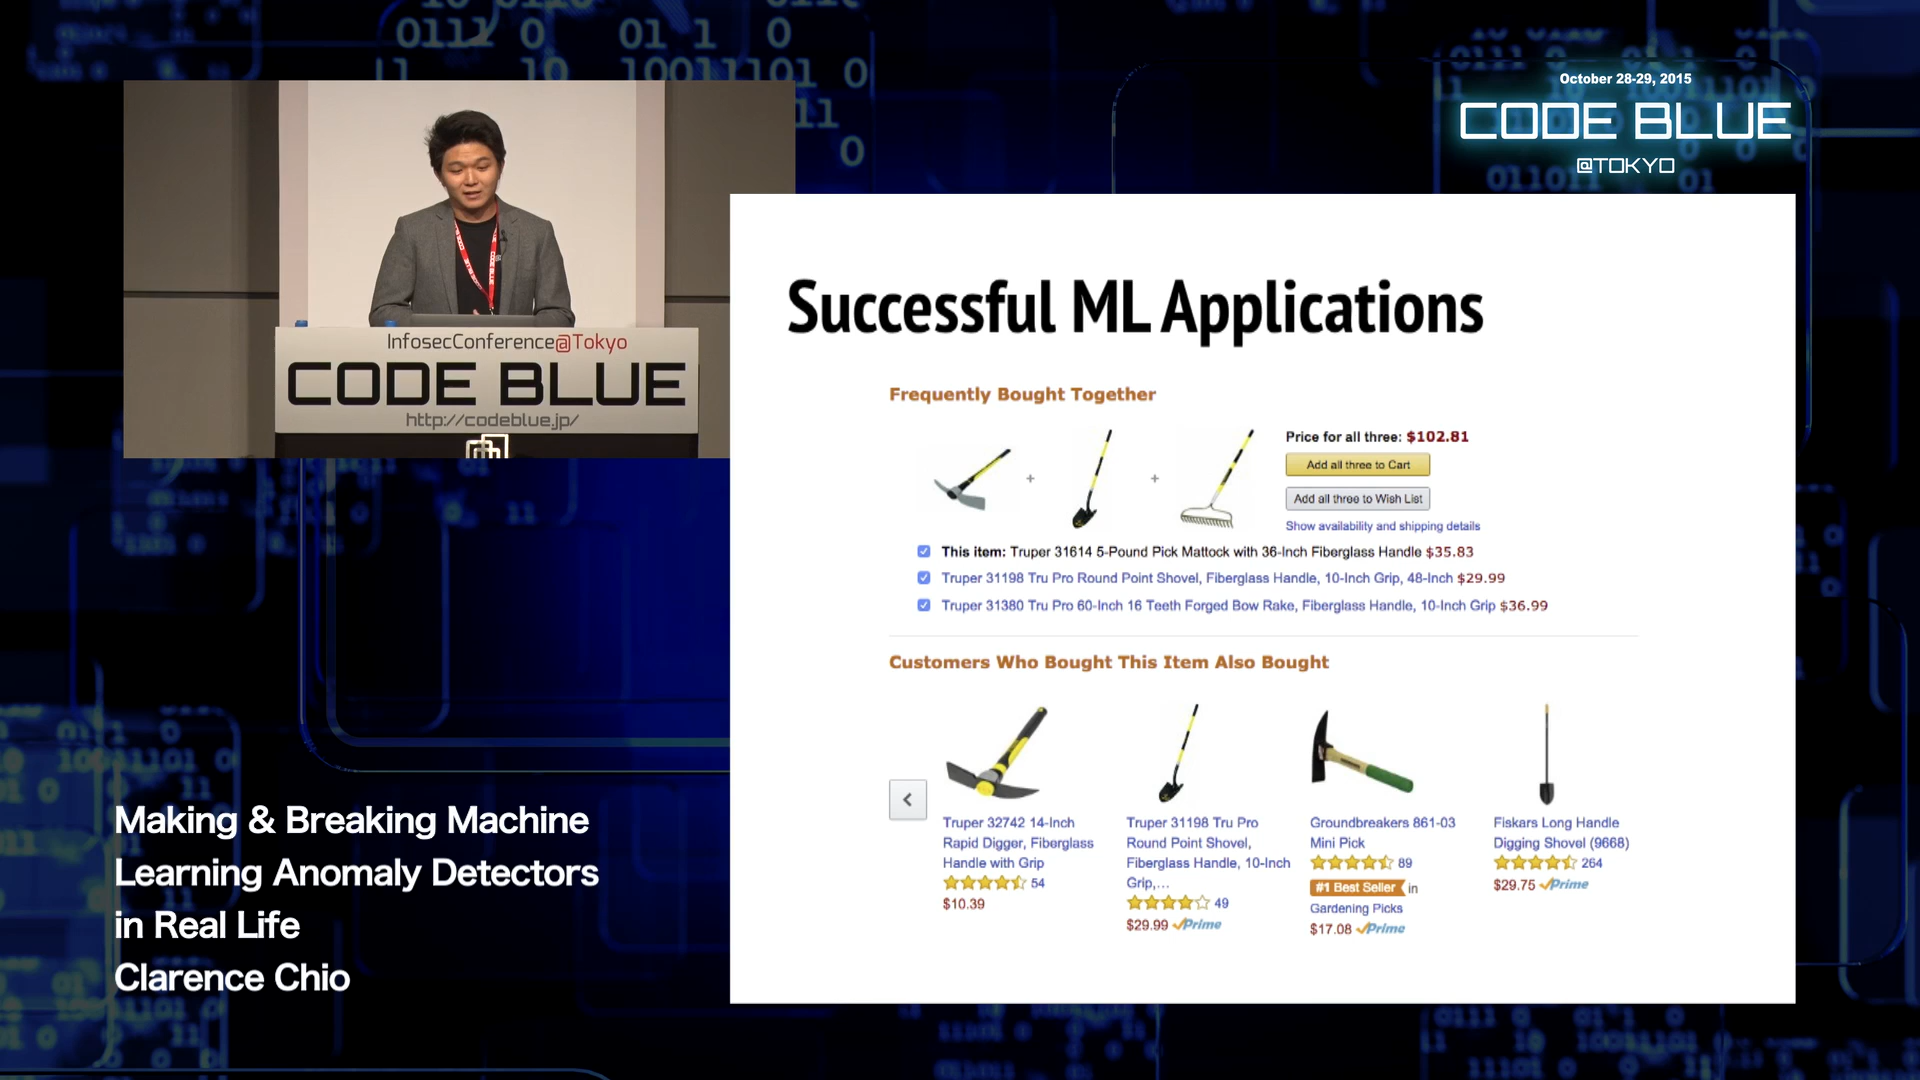 October 28-29, 2015
CODE BLUE
@TOKYO
InfosecConference@Tokyo
CODE BLUE
http://codeblue.jp/
Successful ML Applications
Frequently Bought Together
+
+
Price for all three: $102.81
Add all three to Cart
Add all three to Wish List
Show availability and shipping details
This item: Truper 31614 5-Pound Pick Mattock with 36-Inch Fiberglass Handle $35.83
Truper 31198 Tru Pro Round Point Shovel, Fiberglass Handle, 10-Inch Grip, 48-Inch $29.99
Truper 31380 Tru Pro 60-Inch 16 Teeth Forged Bow Rake, Fiberglass Handle, 10-Inch Grip $36.99
Customers Who Bought This Item Also Bought
Truper 32742 14-Inch
Rapid Digger, Fiberglass
Handle with Grip
54
$10.39
Truper 31198 Tru Pro
Round Point Shovel,
Fiberglass Handle, 10-Inch
Grip,...
49
$29.99 Prime
Groundbreakers 861-03
Mini Pick
89
#1 Best Seller in
Gardening Picks
$17.08 Prime
Fiskars Long Handle
Digging Shovel (9668)
264
$29.75 Prime
Making & Breaking Machine
Learning Anomaly Detectors
in Real Life
Clarence Chio